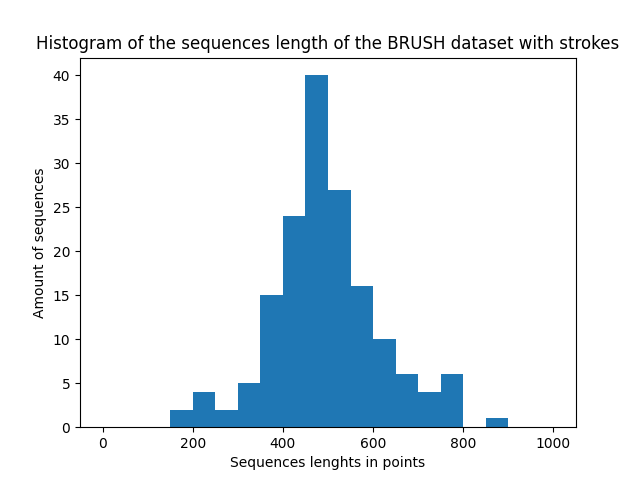 Histogram of the sequences length of the BRUSH dataset with strokes
40
35
30
25
20
15
10
5
0
Amount of sequences
0 200 400 600 800 1000
Sequences lenghts in points